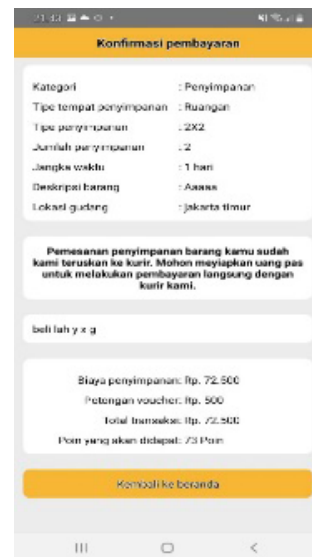 21:33
Konfirmasi pembayaran
Kategori : Penyimpanan
Tipe tempat penyimpanan : Ruangan
Tipe penyimpanan : 2X2
Jumlah penyimpanan : 2
Jangka waktu : 1 hari
Deskripsi barang : Aaaaa
Lokasi gudang : jakarta timur
Pemesanan penyimpanan barang kamu sudah
kami teruskan ke kurir. Mohon meyiapkan uang pas
untuk melakukan pembayaran langsung dengan
kurir kami.
beli lah y x g
Biaya penyimpanan: Rp. 72.500
Potongan voucher: Rp. 500
Total transaksi: Rp. 72.500
Poin yang akan didapat: 73 Poin
Kembali ke beranda